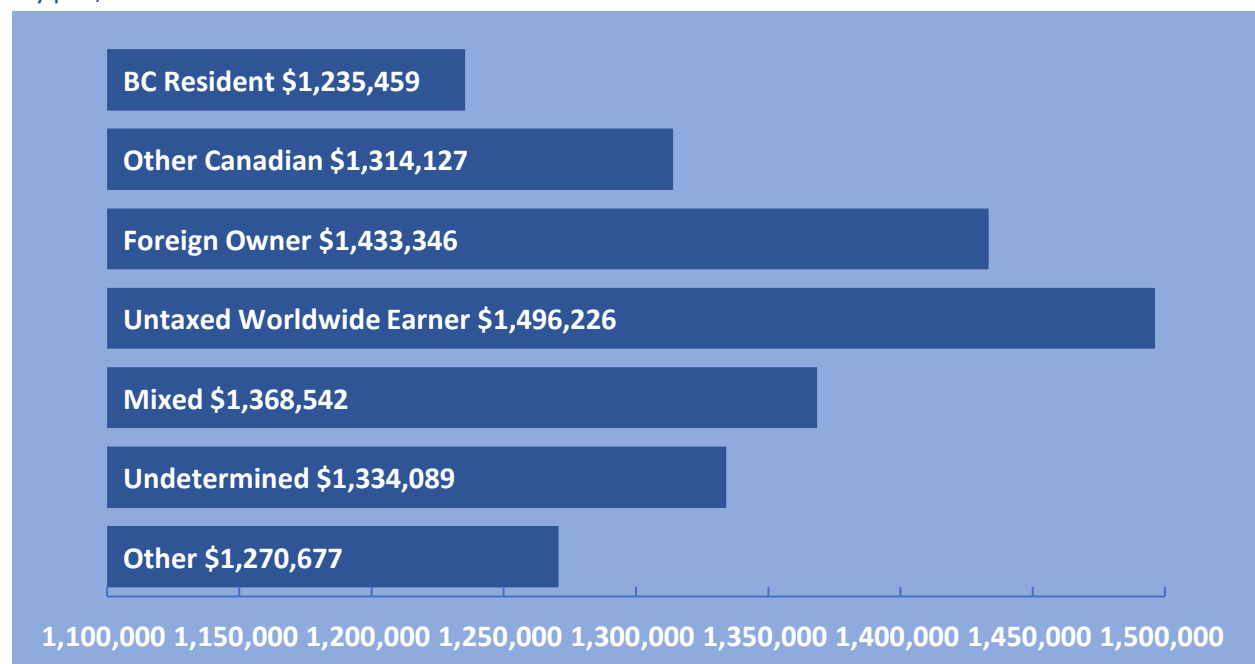 BC Resident $1,235,459
Other Canadian $1,314,127
Foreign Owner $1,433,346
Untaxed Worldwide Earner $1,496,226
Mixed $1,368,542
Undetermined $1,334,089
Other $1,270,677
1,100,000 1,150,000 1,200,000 1,250,000 1,300,000 1,350,000 1,400,000 1,450,000 1,500,000